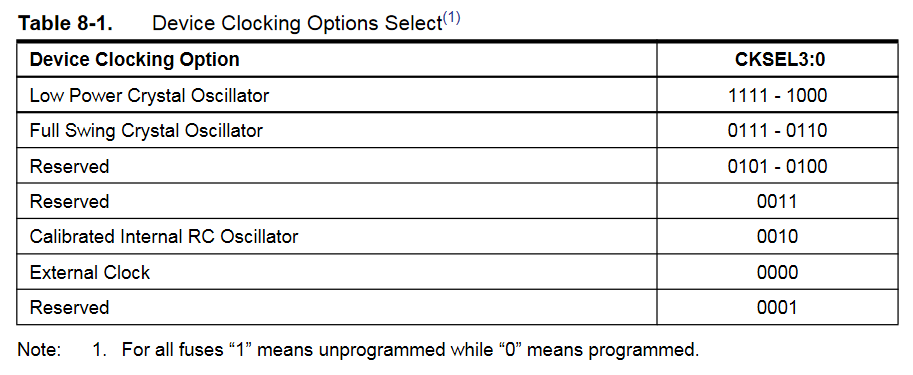 Table 8-1. Device Clocking Options Select(1)
Device Clocking Option CKSEL3:0
Low Power Crystal Oscillator 1111 - 1000
Full Swing Crystal Oscillator 0111 - 0110
Reserved 0101 - 0100
Reserved 0011
Calibrated Internal RC Oscillator 0010
External Clock 0000
Reserved 0001
Note: 1. For all fuses “1” means unprogrammed while “0” means programmed.